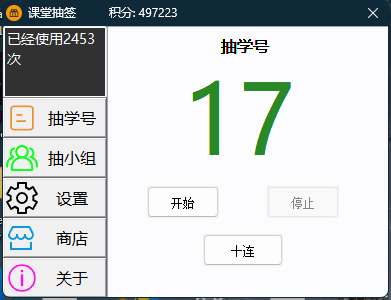 课堂抽签 积分: 497223
已经使用2453
次
抽学号
抽小组
设置
商店
关于
抽学号
17
开始 停止
十连